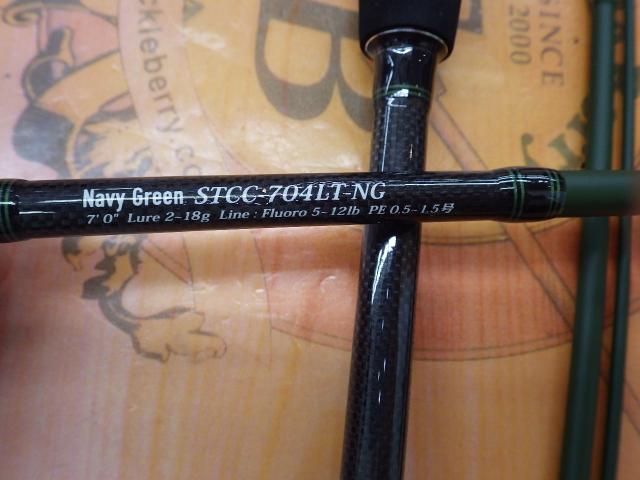 Navy Green STCC-704LT-NG
7' 0" Lure 2~18g Line : Fluoro 5~12lb PE 0.5~1.5号
SINCE
2000
ckleberry.co
B